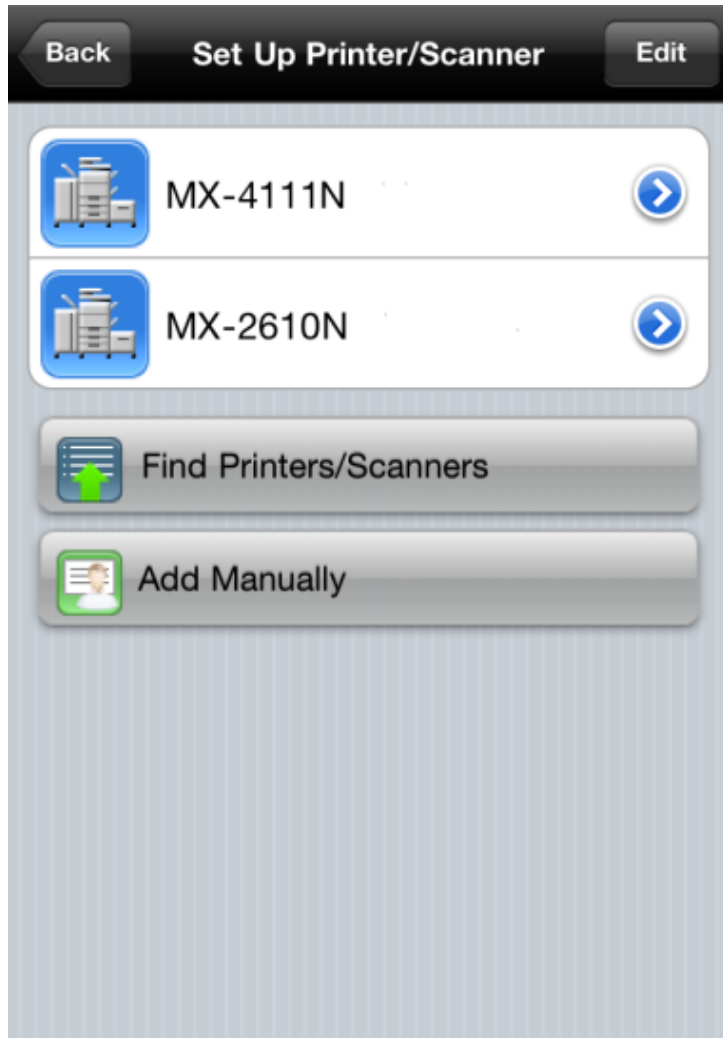 Back Set Up Printer/Scanner Edit
MX-4111N
MX-2610N
Find Printers/Scanners
Add Manually